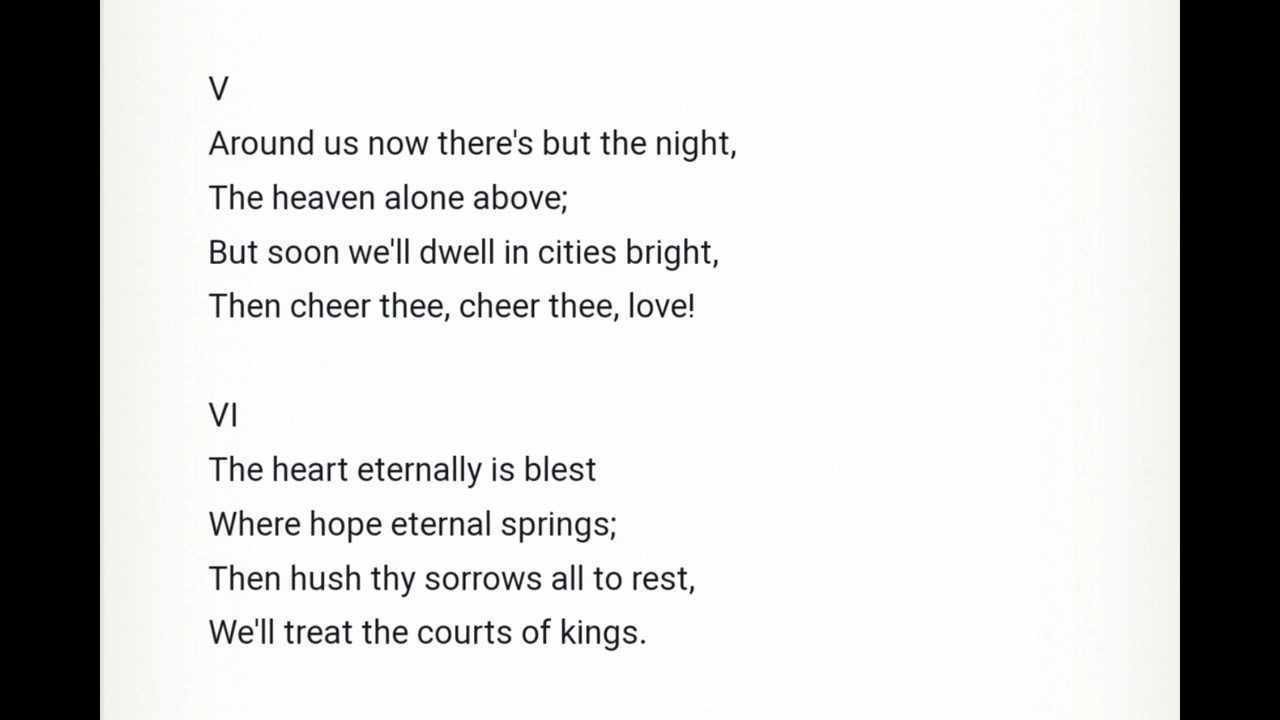 V
Around us now there's but the night,
The heaven alone above;
But soon we'll dwell in cities bright,
Then cheer thee, cheer thee, love!
VI
The heart eternally is blest
Where hope eternal springs;
Then hush thy sorrows all to rest,
We'll treat the courts of kings.